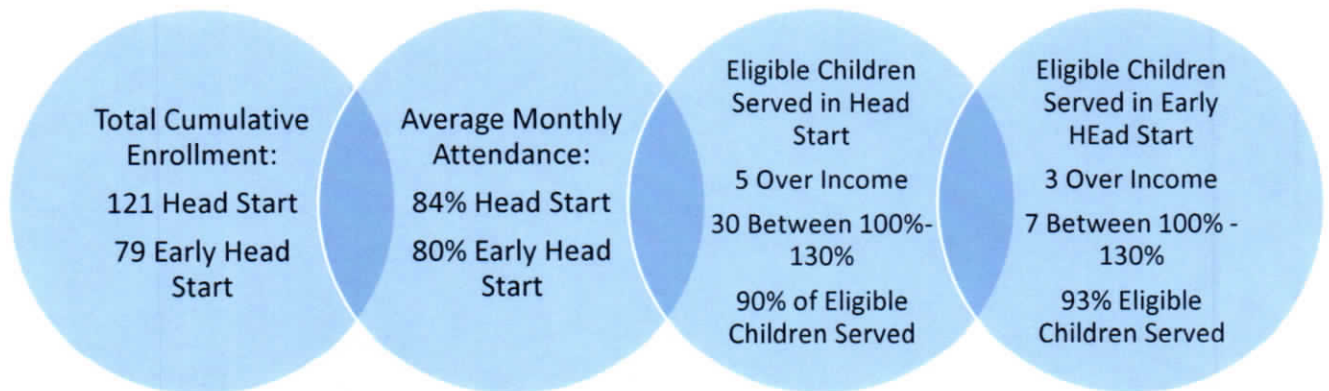 Total Cumulative
Enrollment:
121 Head Start
79 Early Head
Start
Average Monthly
Attendance:
84% Head Start
80% Early Head
Start
Eligible Children
Served in Head
Start
5 Over Income
30 Between 100%-
130%
90% of Eligible
Children Served
Eligible Children
Served in Early
HEad Start
3 Over Income
7 Between 100% -
130%
93% Eligible
Children Served